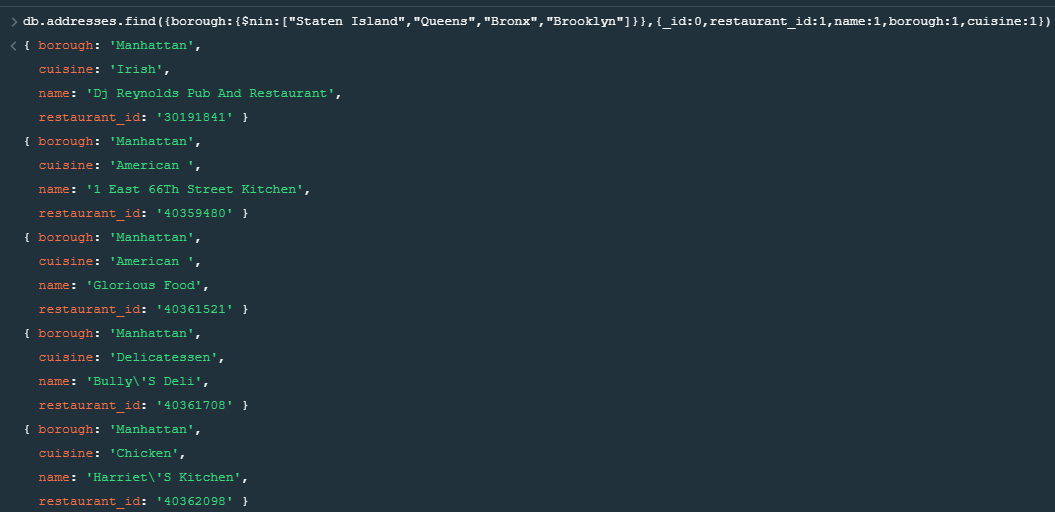 > db.addresses.find({borough:{$nin:["Staten Island","Queens","Bronx","Brooklyn"]}},{_id:0,restaurant_id:1,name:1,borough:1,cuisine:1})
< { borough: 'Manhattan',
cuisine: 'Irish',
name: 'Dj Reynolds Pub And Restaurant',
restaurant_id: '30191841' }
{ borough: 'Manhattan',
cuisine: 'American ',
name: '1 East 66Th Street Kitchen',
restaurant_id: '40359480' }
{ borough: 'Manhattan',
cuisine: 'American ',
name: 'Glorious Food',
restaurant_id: '40361521' }
{ borough: 'Manhattan',
cuisine: 'Delicatessen',
name: 'Bully\'S Deli',
restaurant_id: '40361708' }
{ borough: 'Manhattan',
cuisine: 'Chicken',
name: 'Harriet\'S Kitchen',
restaurant_id: '40362098' }